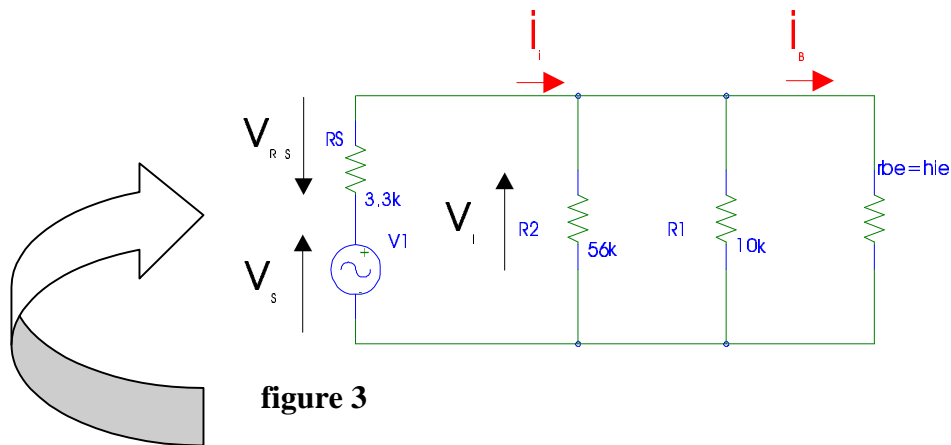 i i
i B
V R S
RS
3,3k
rbe=hie
V I
R2
56k
R1
10k
V1
+
-
V S
figure 3